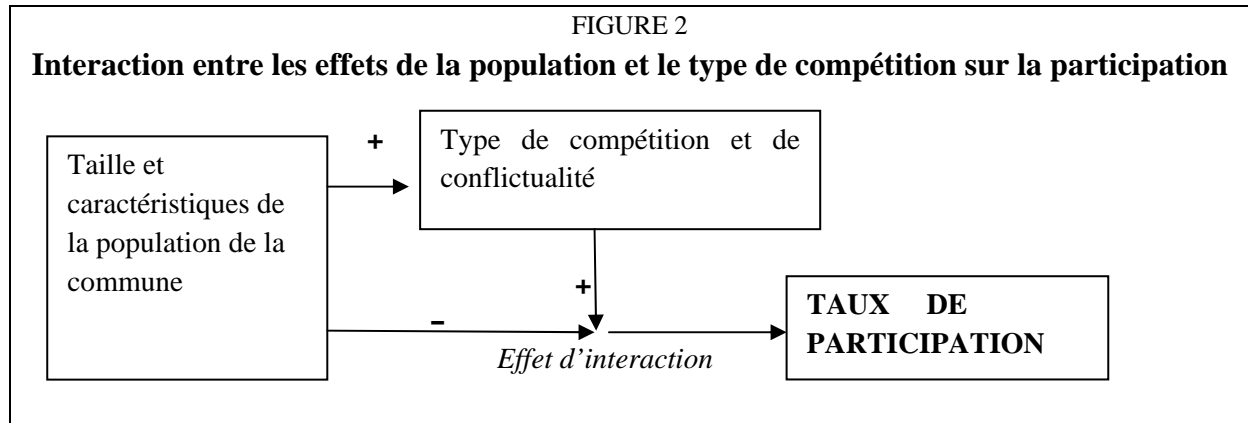 FIGURE 2
Interaction entre les effets de la population et le type de compétition sur la participation
Taille et
caractéristiques de
la population de la
commune
+
Type de compétition et de
conflictualité
+
–
Effet d’interaction
TAUX DE
PARTICIPATION